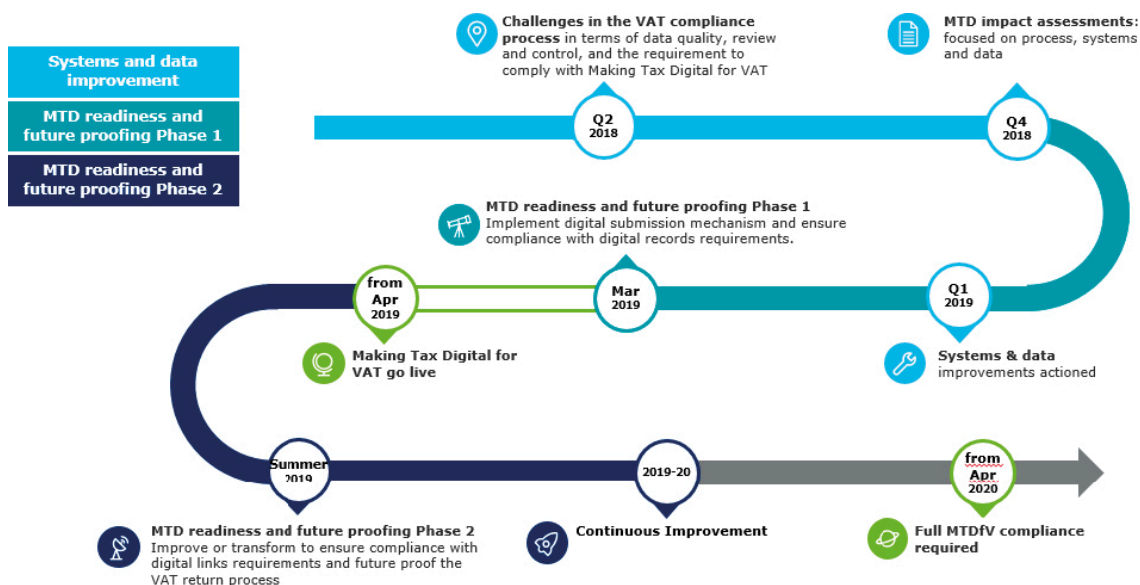 Systems and data
improvement
MTD readiness and
future proofing Phase 1
MTD readiness and
future proofing Phase 2
Challenges in the VAT compliance
process in terms of data quality, review
and control, and the requirement to
comply with Making Tax Digital for VAT
MTD impact assessments:
focused on process, systems
and data
Q2
2018
Q4
2018
MTD readiness and future proofing Phase 1
Implement digital submission mechanism and ensure
compliance with digital records requirements.
from
Apr
2019
Mar
2019
Q1
2019
Making Tax Digital for
VAT go live
Systems & data
improvements actioned
Summer
2019
2019-20
from
Apr
2020
MTD readiness and future proofing Phase 2
Improve or transform to ensure compliance with
digital links requirements and future proof the
VAT return process
Continuous Improvement
Full MTDfV compliance
required